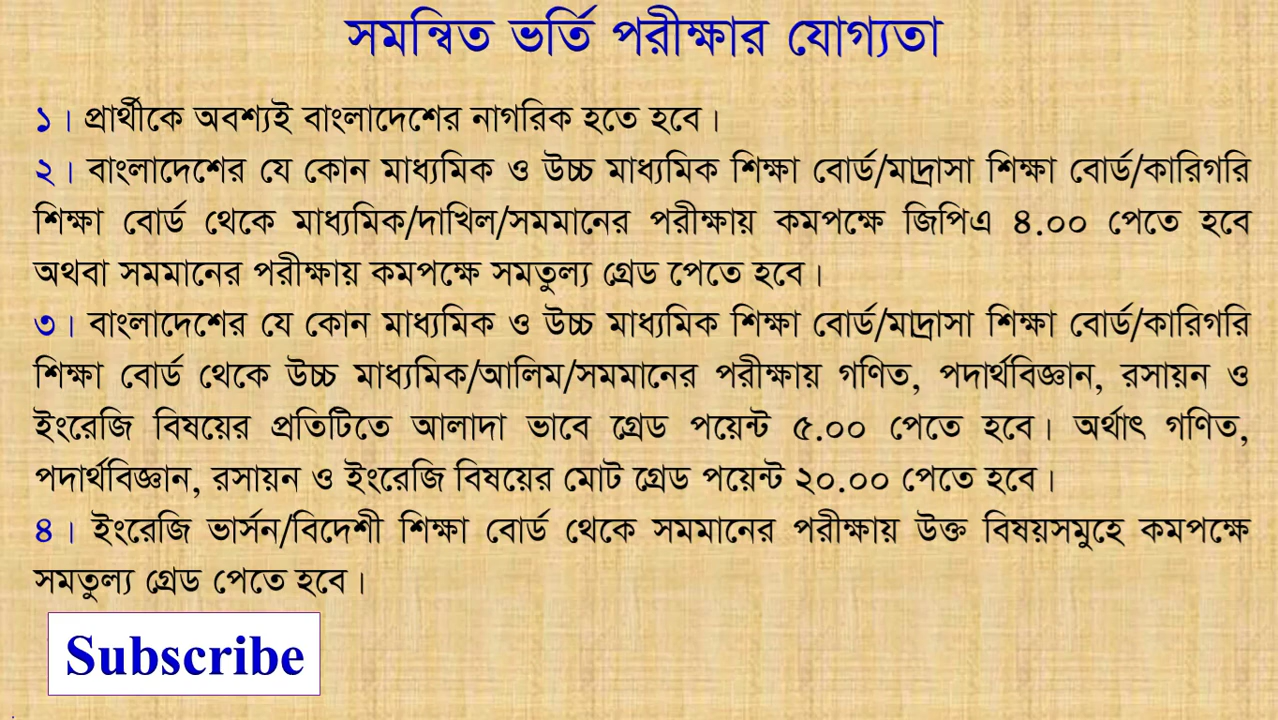 সমন্বিত ভর্তি পরীক্ষার যোগ্যতা
১। প্রার্থীকে অবশ্যই বাংলাদেশের নাগরিক হতে হবে।
২। বাংলাদেশের যে কোন মাধ্যমিক ও উচ্চ মাধ্যমিক শিক্ষা বোর্ড/মাদ্রাসা শিক্ষা বোর্ড/কারিগরি
শিক্ষা বোর্ড থেকে মাধ্যমিক/দাখিল/সমমানের পরীক্ষায় কমপক্ষে জিপিএ ৪.০০ পেতে হবে
অথবা সমমানের পরীক্ষায় কমপক্ষে সমতুল্য গ্রেড পেতে হবে।
৩। বাংলাদেশের যে কোন মাধ্যমিক ও উচ্চ মাধ্যমিক শিক্ষা বোর্ড/মাদ্রাসা শিক্ষা বোর্ড/কারিগরি
শিক্ষা বোর্ড থেকে উচ্চ মাধ্যমিক/আলিম/সমমানের পরীক্ষায় গণিত, পদার্থবিজ্ঞান, রসায়ন ও
ইংরেজি বিষয়ের প্রতিটিতে আলাদা ভাবে গ্রেড পয়েন্ট ৫.০০ পেতে হবে। অর্থাৎ গণিত,
পদার্থবিজ্ঞান, রসায়ন ও ইংরেজি বিষয়ের মোট গ্রেড পয়েন্ট ২০.০০ পেতে হবে।
৪। ইংরেজি ভার্সন/বিদেশী শিক্ষা বোর্ড থেকে সমমানের পরীক্ষায় উক্ত বিষয়সমুহে কমপক্ষে
সমতুল্য গ্রেড পেতে হবে।
Subscribe